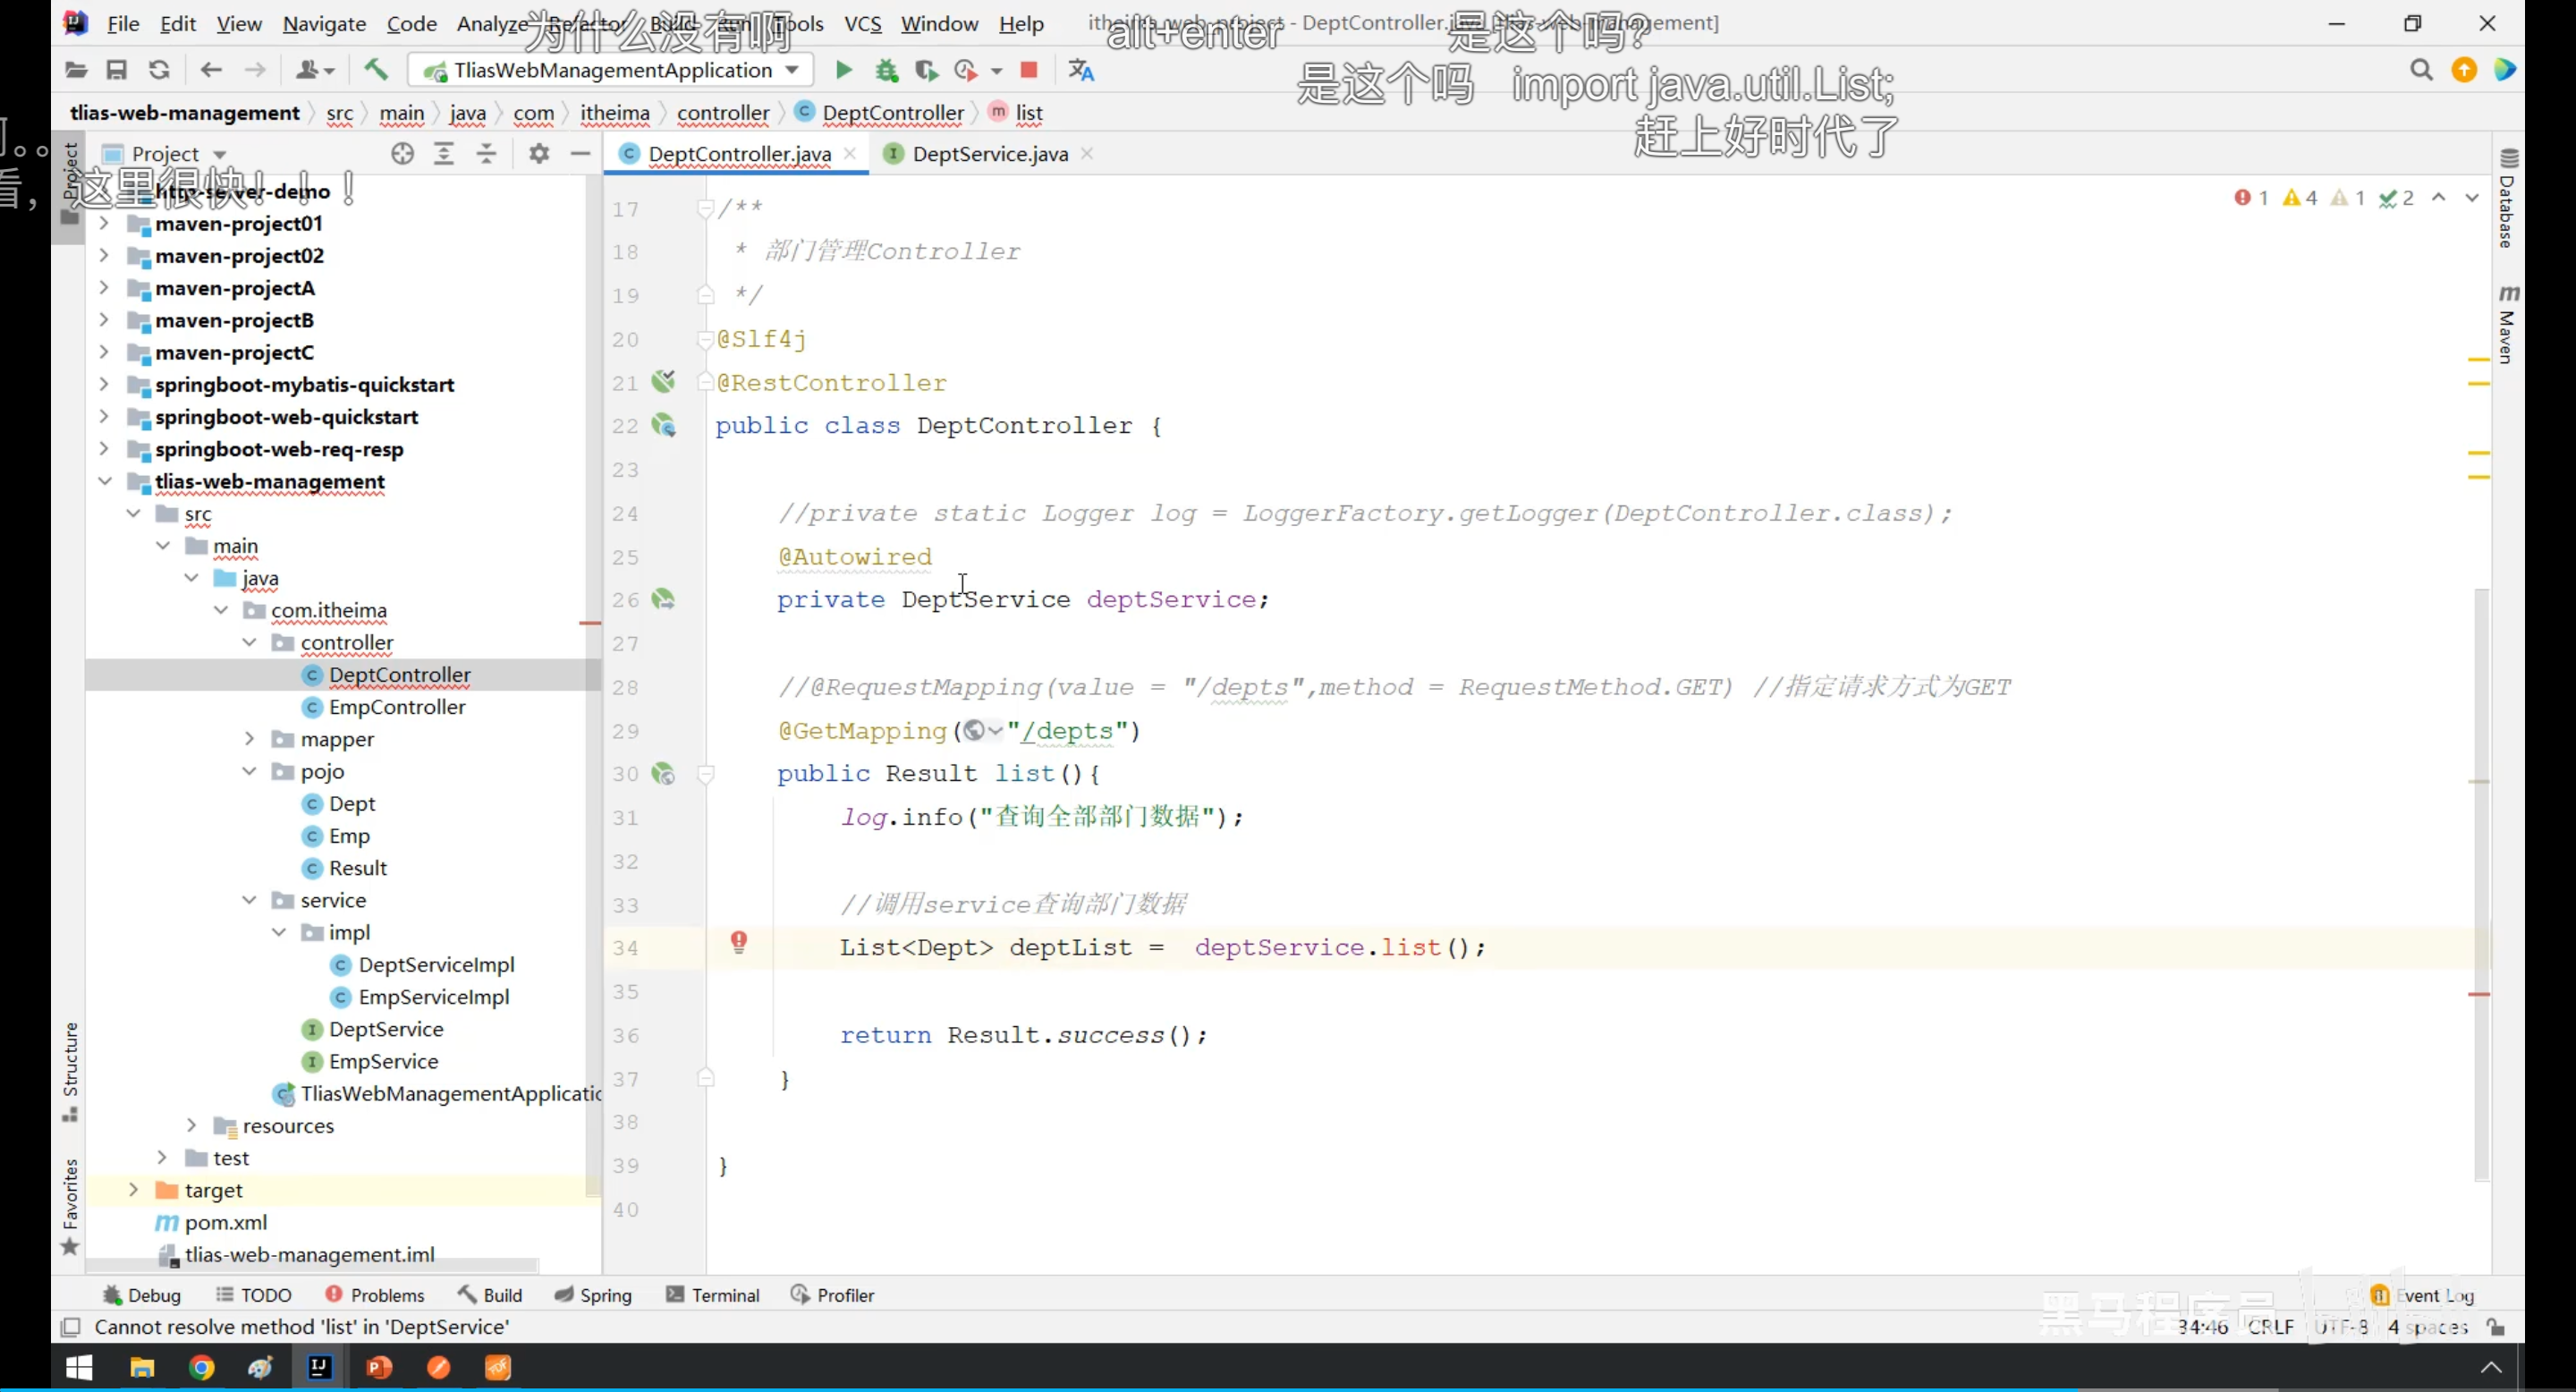 File Edit View Navigate Code Analyze Refactor Build Run Tools VCS Window Help
itheima-web-project - DeptController.java [tlias-web-management]
为什么没有啊
alt+enter
是这个吗?
TliasWebManagementApplication
是这个吗
import java.util.List;
赶上好时代了
tlias-web-management src main java com itheima controller DeptController list
Project
这里很快！！！
看，
Project
DeptController.java
DeptService.java
http-server-demo
maven-project01
maven-project02
maven-projectA
maven-projectB
maven-projectC
springboot-mybatis-quickstart
springboot-web-quickstart
springboot-web-req-resp
tlias-web-management
src
main
java
com.itheima
controller
DeptController
EmpController
mapper
pojo
Dept
Emp
Result
service
impl
DeptServiceImpl
EmpServiceImpl
DeptService
EmpService
TliasWebManagementApplicatio
resources
test
target
pom.xml
tlias-web-management.iml
Structure
Favorites
1 4 1 2
17 /**
18 * 部门管理Controller
19 */
20 @Slf4j
21 @RestController
22 public class DeptController {
23
24 //private static Logger log = LoggerFactory.getLogger(DeptController.class);
25 @Autowired
26 private DeptService deptService;
27
28 //@RequestMapping(value = "/depts",method = RequestMethod.GET) //指定请求方式为GET
29 @GetMapping("/depts")
30 public Result list(){
31 log.info("查询全部部门数据");
32
33 //调用service查询部门数据
34 List<Dept> deptList =  deptService.list();
35
36 return Result.success();
37 }
38
39 }
40
Database
Maven
Debug TODO Problems Build Spring Terminal Profiler
Event Log
Cannot resolve method 'list' in 'DeptService'
黑马程序员
34:46 CRLF UTF-8 4 spaces